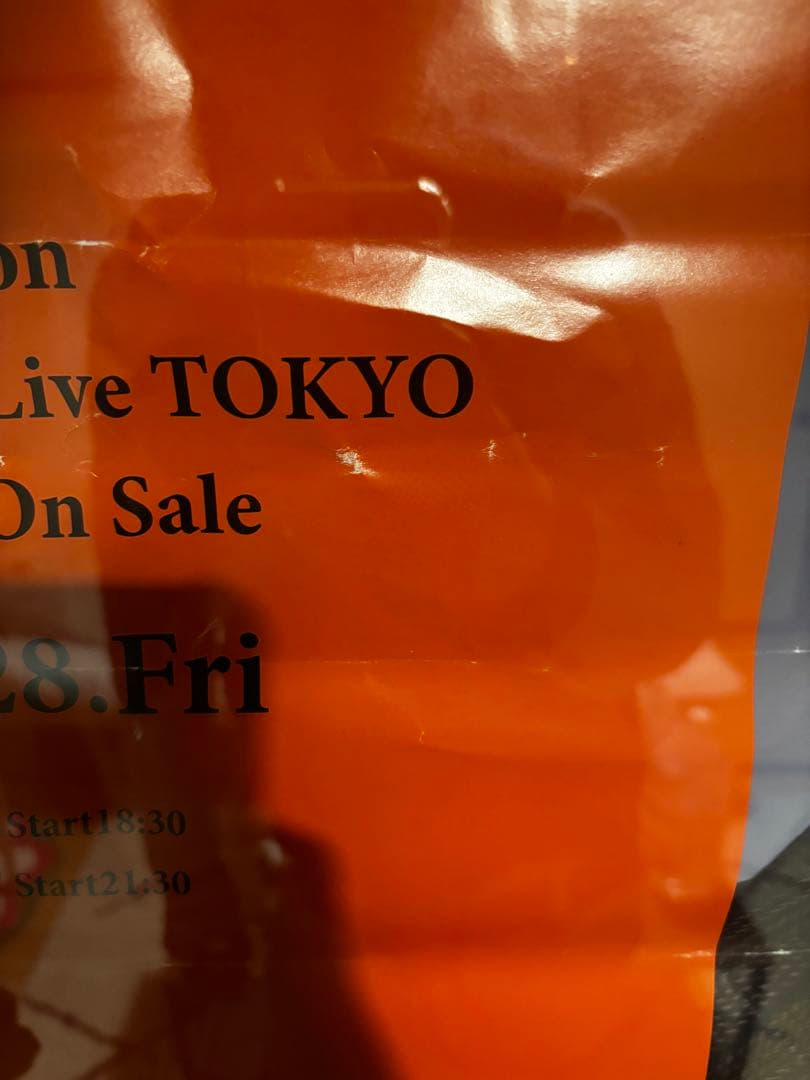 on
Live TOKYO
On Sale
28.Fri
Start18:30
Start21:30